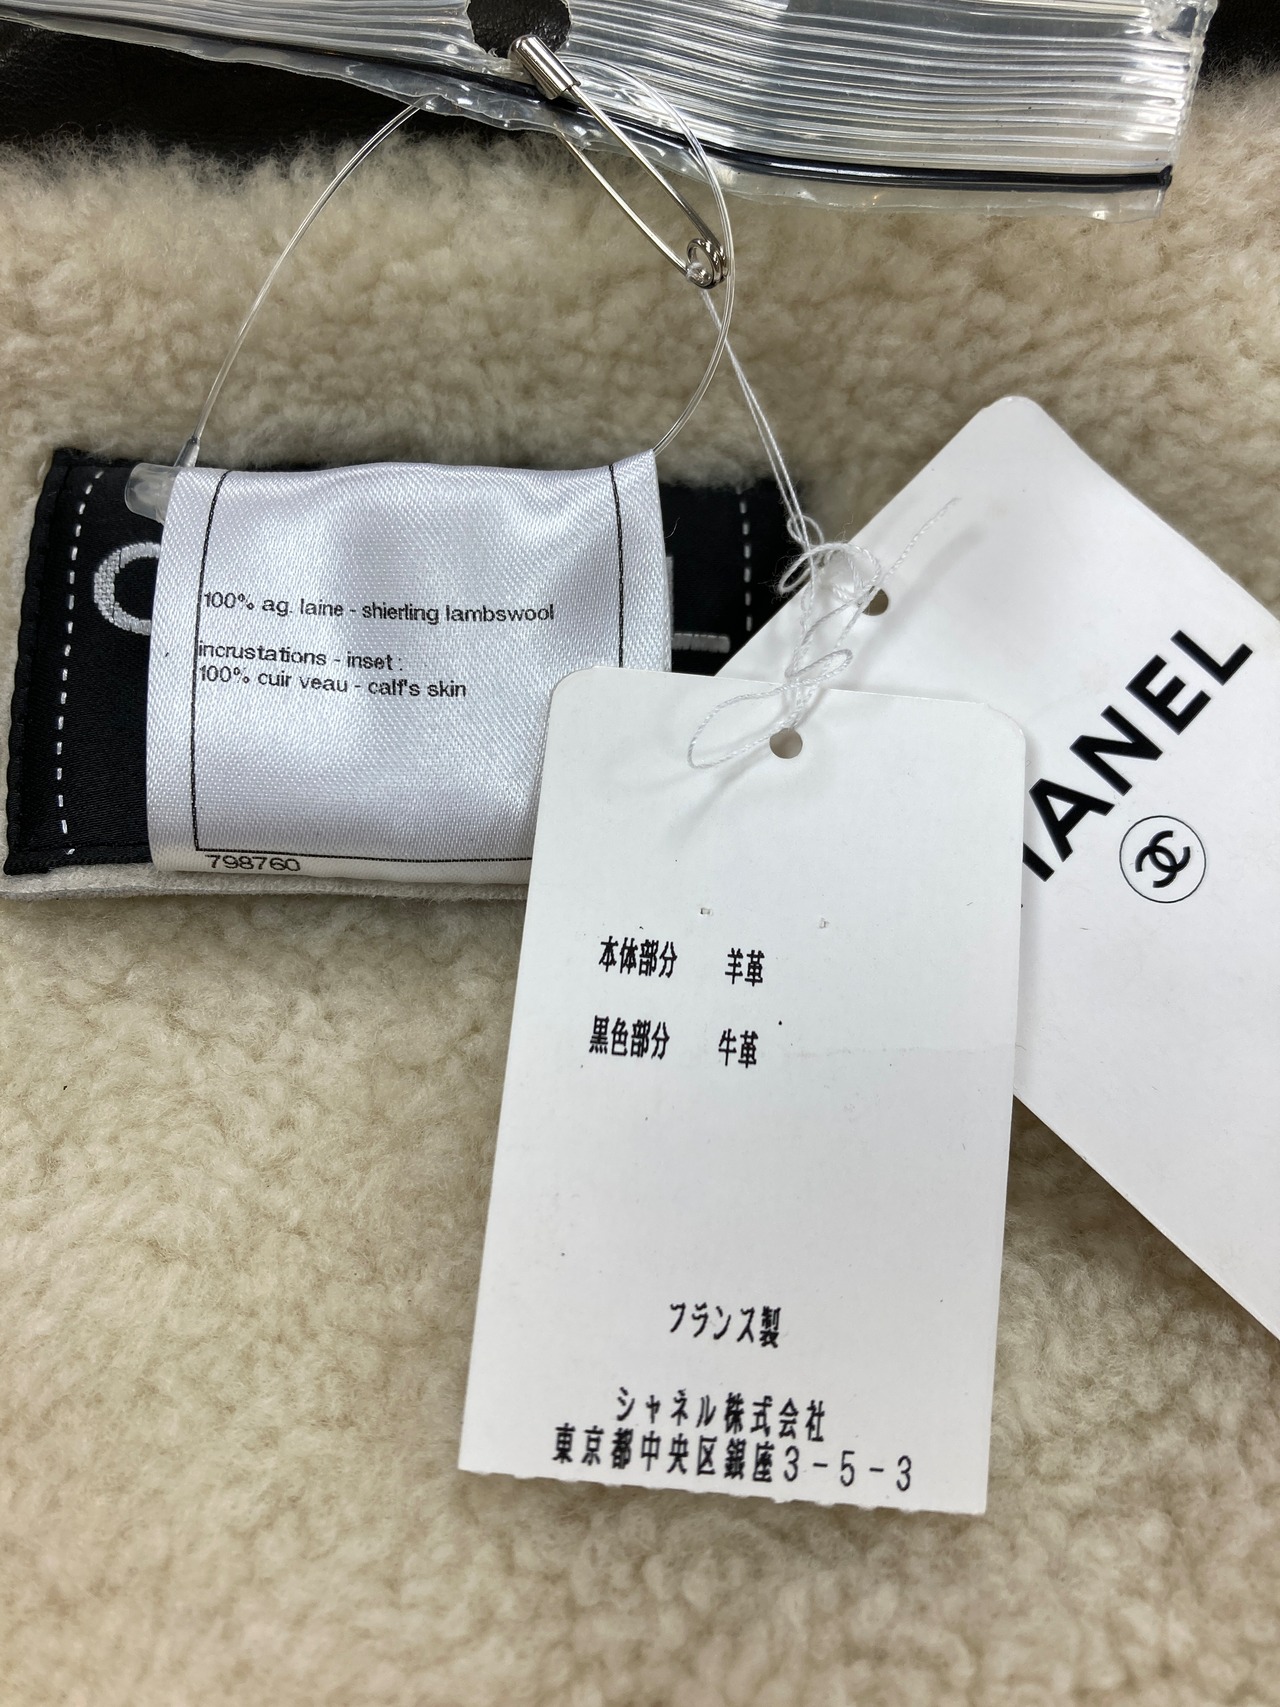 100% ag. laine - shierling lambswool
incrustations - inset :
100% cuir veau - calf's skin
798760
本体部分 羊革
黒色部分 牛革
フランス製
シャネル株式会社
東京都中央区銀座3-5-3
HANEL